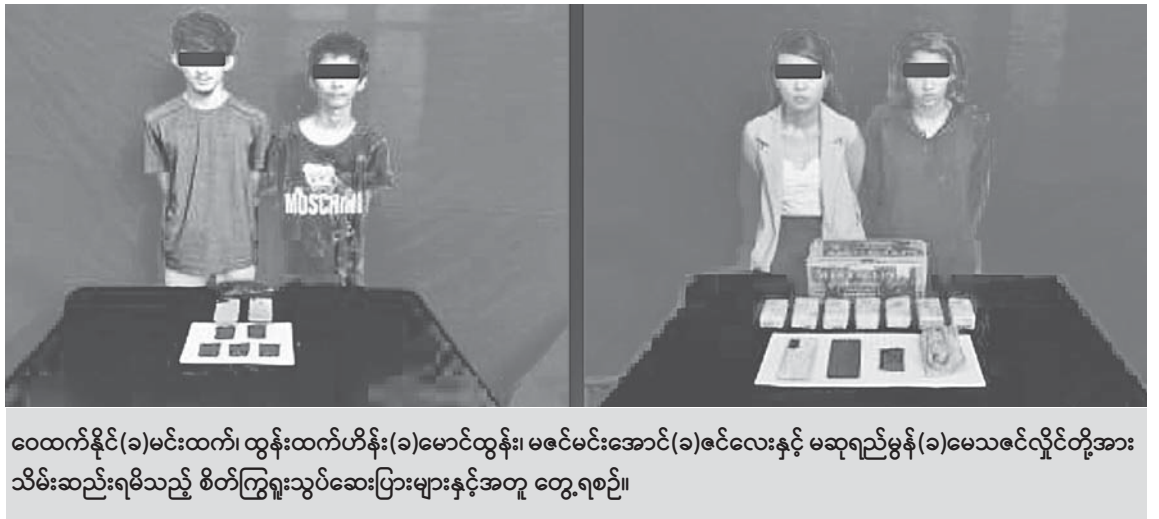 MOSCHINO
ဝေထက်နိုင်(ခ)မင်းထက်၊ ထွန်းထက်ဟိန်း(ခ)မောင်ထွန်း၊ မဇင်မင်းအောင်(ခ)ဇင်လေးနှင့် မဆုရည်မွန်(ခ)မေသဇင်လှိုင်တို့အား
သိမ်းဆည်းရမိသည့် စိတ်ကြွရူးသွပ်ဆေးပြားများနှင့်အတူ တွေ့ရစဉ်။